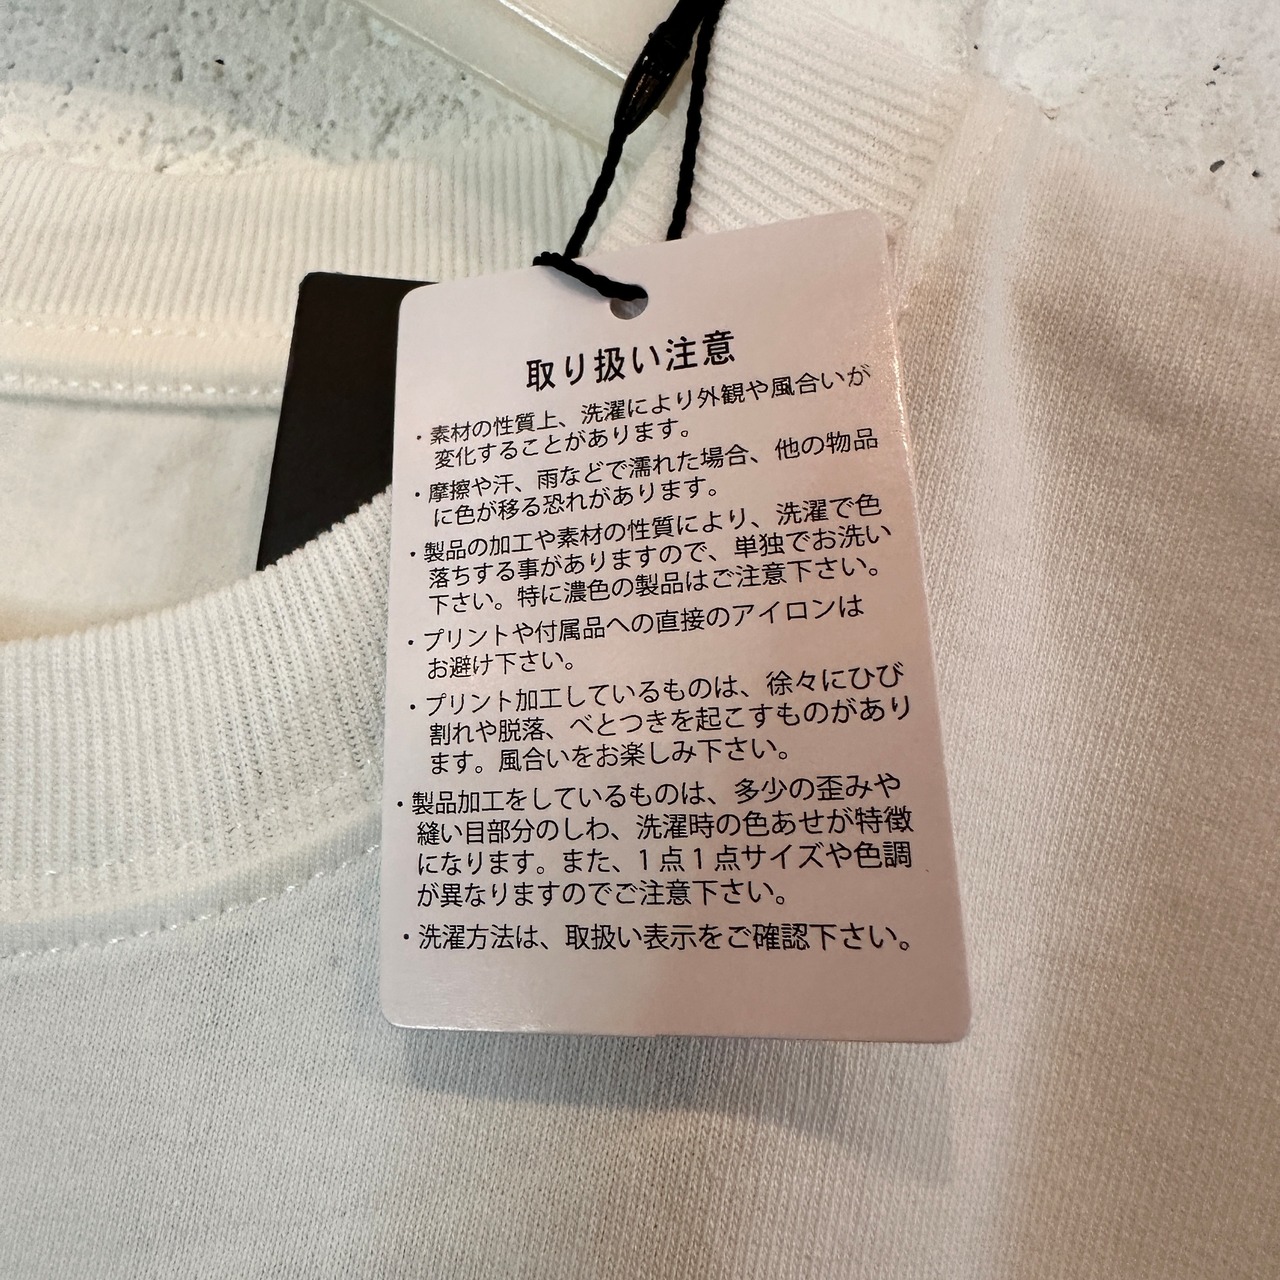 取り扱い注意
・素材の性質上、洗濯により外観や風合いが
変化することがあります。
・摩擦や汗、雨などで濡れた場合、他の物品
に色が移る恐れがあります。
・製品の加工や素材の性質により、洗濯で色
落ちする事がありますので、単独でお洗い
下さい。特に濃色の製品はご注意下さい。
・プリントや付属品への直接のアイロンは
お避け下さい。
・プリント加工しているものは、徐々にひび
割れや脱落、べとつきを起こすものがあり
ます。風合いをお楽しみ下さい。
・製品加工をしているものは、多少の歪みや
縫い目部分のしわ、洗濯時の色あせが特徴
になります。また、1点1点サイズや色調
が異なりますのでご注意下さい。
・洗濯方法は、取扱い表示をご確認下さい。